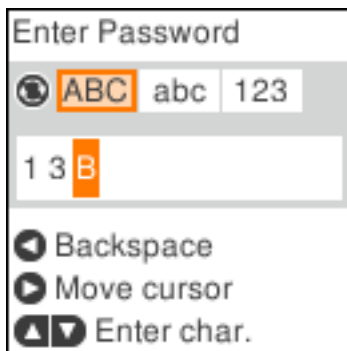 Enter Password
ABC abc 123
1 3 B
Backspace
Move cursor
Enter char.